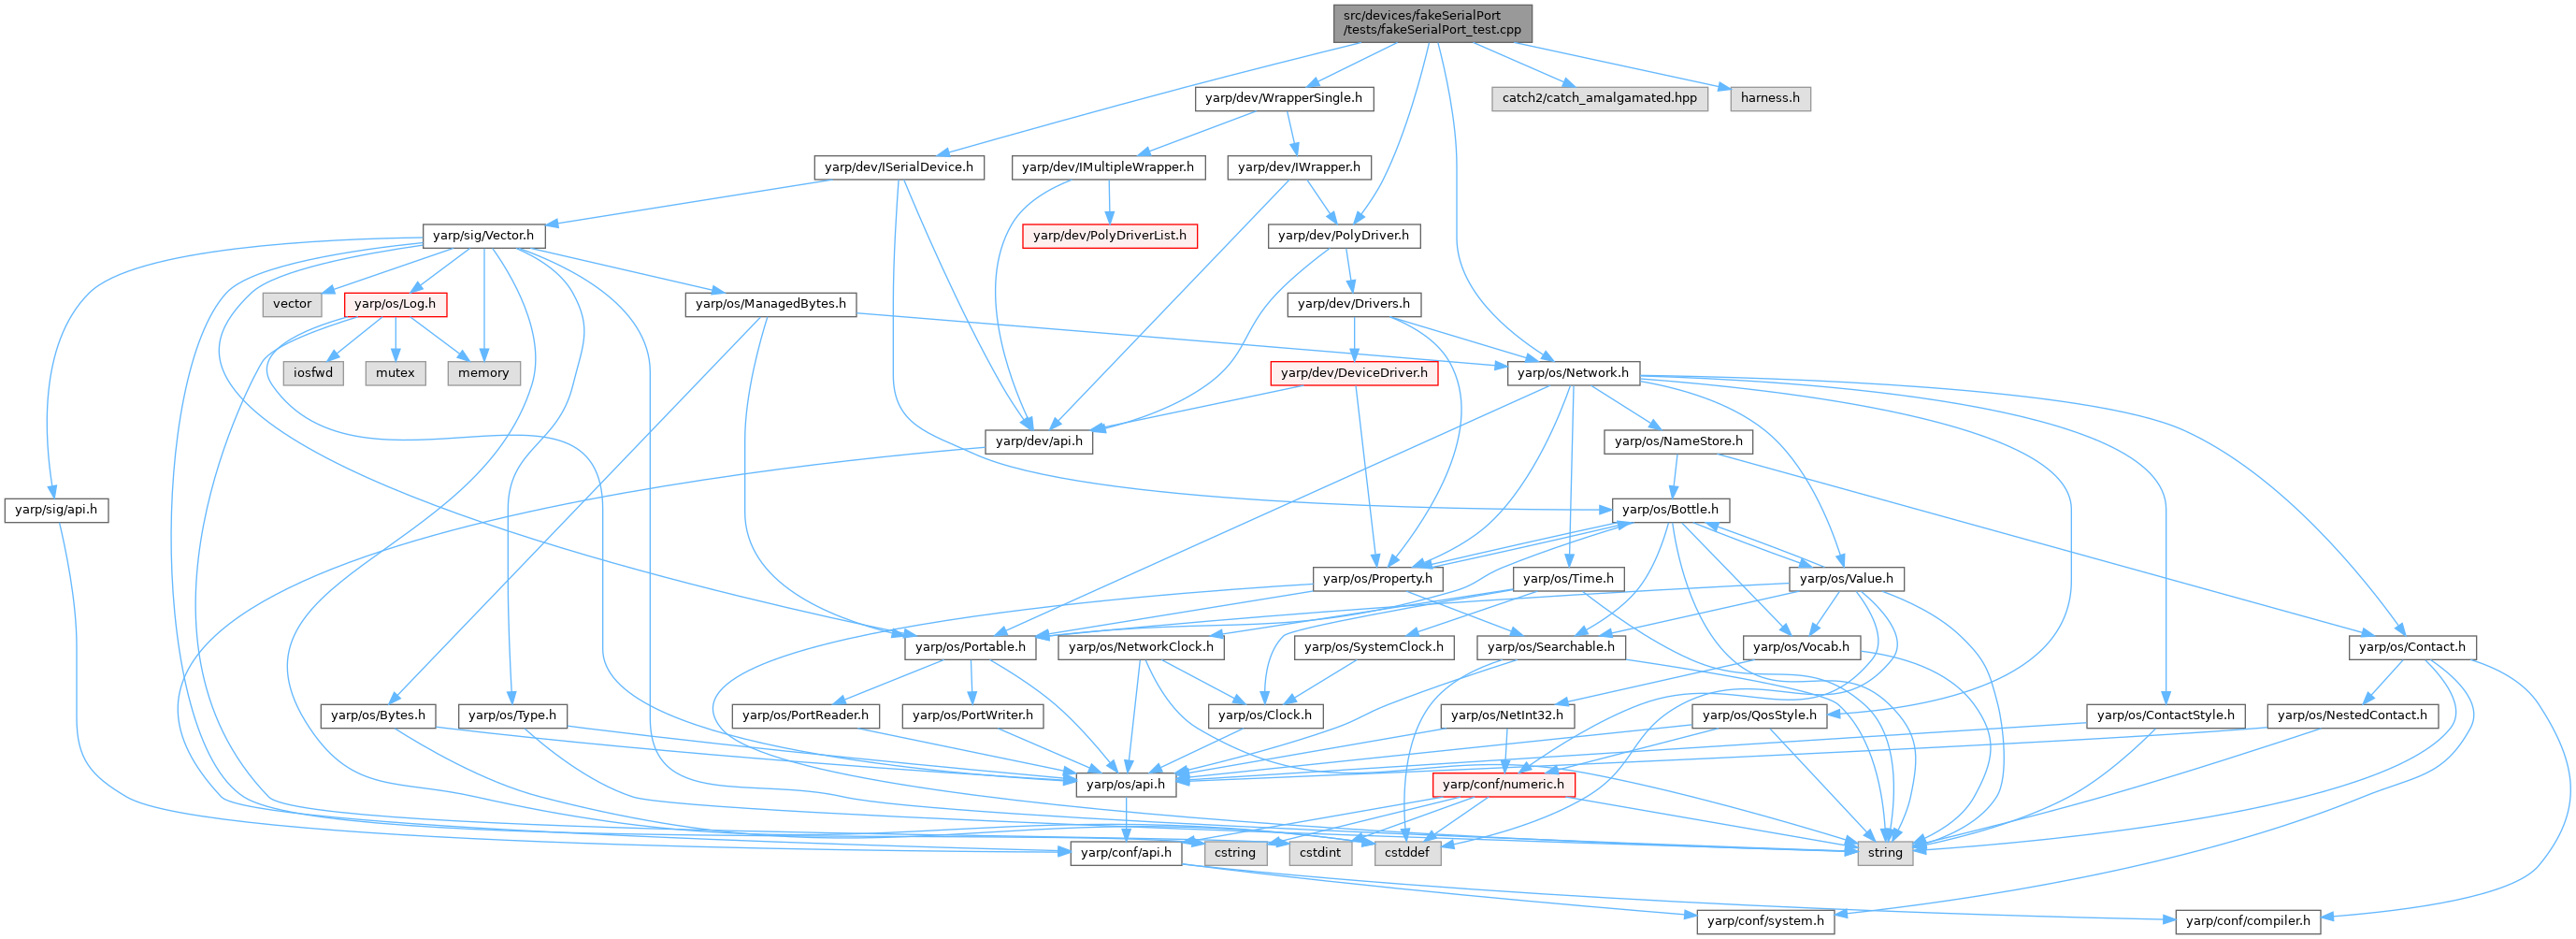 src/devices/fakeSerialPort
/tests/fakeSerialPort_test.cpp
yarp/dev/WrapperSingle.h
catch2/catch_amalgamated.hpp
harness.h
yarp/dev/ISerialDevice.h
yarp/dev/IMultipleWrapper.h
yarp/dev/IWrapper.h
yarp/sig/Vector.h
yarp/dev/PolyDriverList.h
yarp/dev/PolyDriver.h
vector
yarp/os/Log.h
yarp/os/ManagedBytes.h
yarp/dev/Drivers.h
iosfwd
mutex
memory
yarp/dev/DeviceDriver.h
yarp/os/Network.h
yarp/dev/api.h
yarp/os/NameStore.h
yarp/sig/api.h
yarp/os/Bottle.h
yarp/os/Property.h
yarp/os/Time.h
yarp/os/Value.h
yarp/os/Portable.h
yarp/os/NetworkClock.h
yarp/os/SystemClock.h
yarp/os/Searchable.h
yarp/os/Vocab.h
yarp/os/Contact.h
yarp/os/Bytes.h
yarp/os/Type.h
yarp/os/PortReader.h
yarp/os/PortWriter.h
yarp/os/Clock.h
yarp/os/NetInt32.h
yarp/os/QosStyle.h
yarp/os/ContactStyle.h
yarp/os/NestedContact.h
yarp/os/api.h
yarp/conf/numeric.h
yarp/conf/api.h
cstring
cstdint
cstddef
string
yarp/conf/system.h
yarp/conf/compiler.h